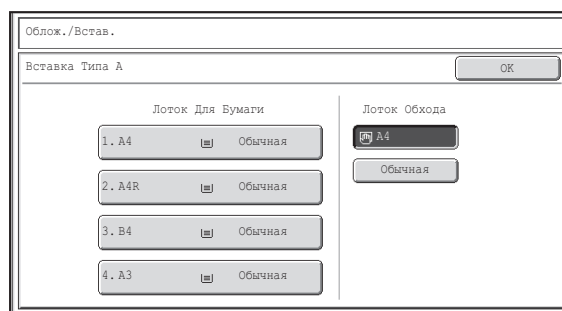 Облож./Встав.
Вставка Типа A
OK
Лоток Для Бумаги
1. A4 Обычная
2. A4R Обычная
3. B4 Обычная
4. A3 Обычная
Лоток Обхода
A4
Обычная